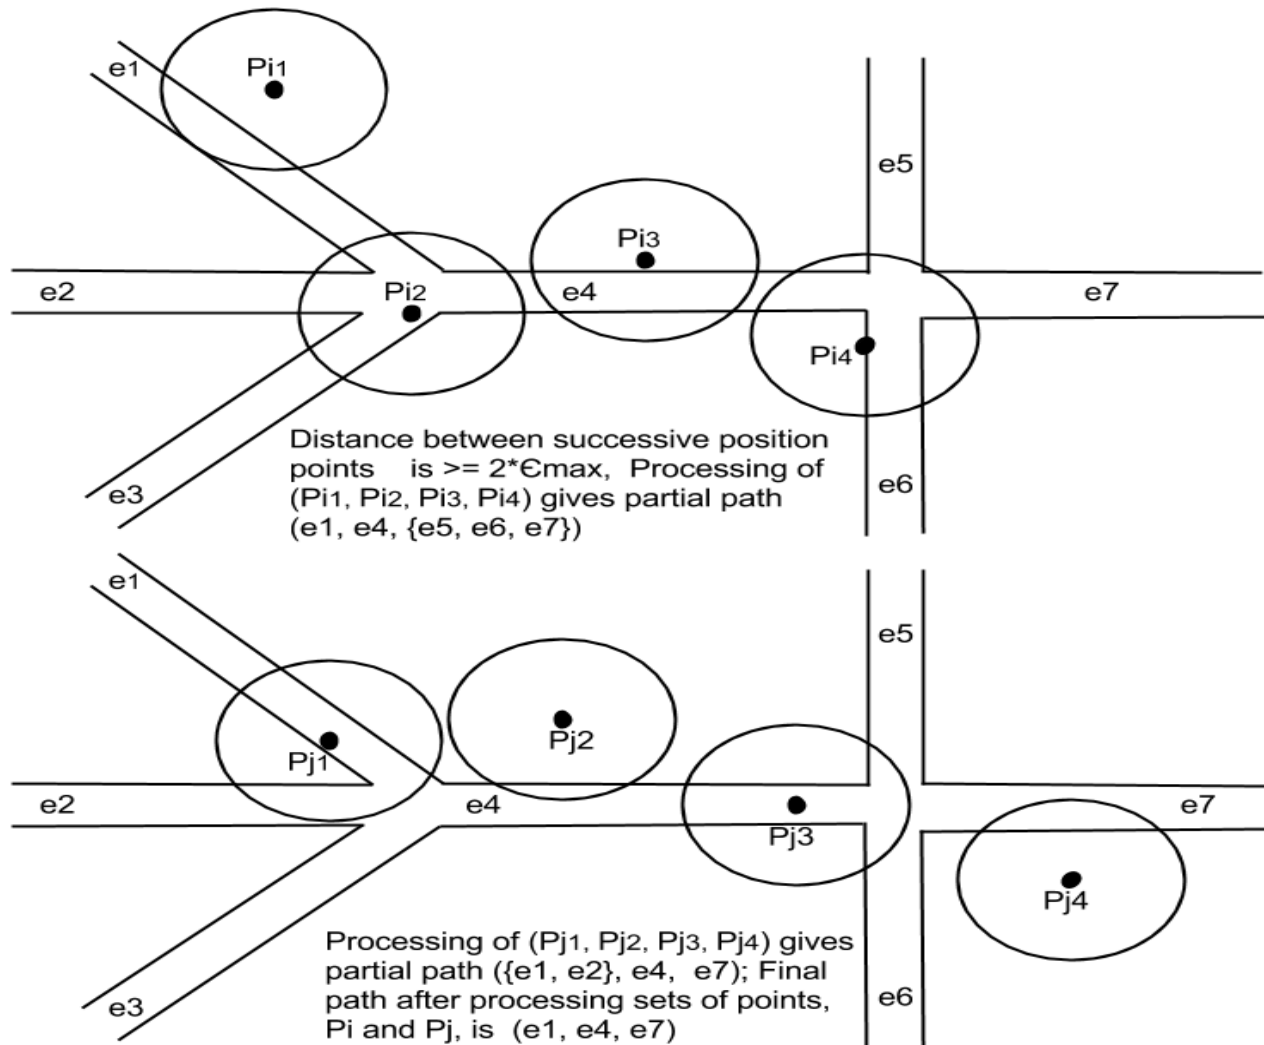 e1
Pi1
e5
Pi3
e2
Pi2
e4
e7
Pi4
Distance between successive position
points is >= 2*Єmax, Processing of
(Pi1, Pi2, Pi3, Pi4) gives partial path
(e1, e4, {e5, e6, e7})
e3
e6
e1
e5
Pj2
Pj1
e2
e4
e7
Pj3
Pj4
Processing of (Pj1, Pj2, Pj3, Pj4) gives
partial path ({e1, e2}, e4, e7); Final
path after processing sets of points,
Pi and Pj, is (e1, e4, e7)
e3
e6